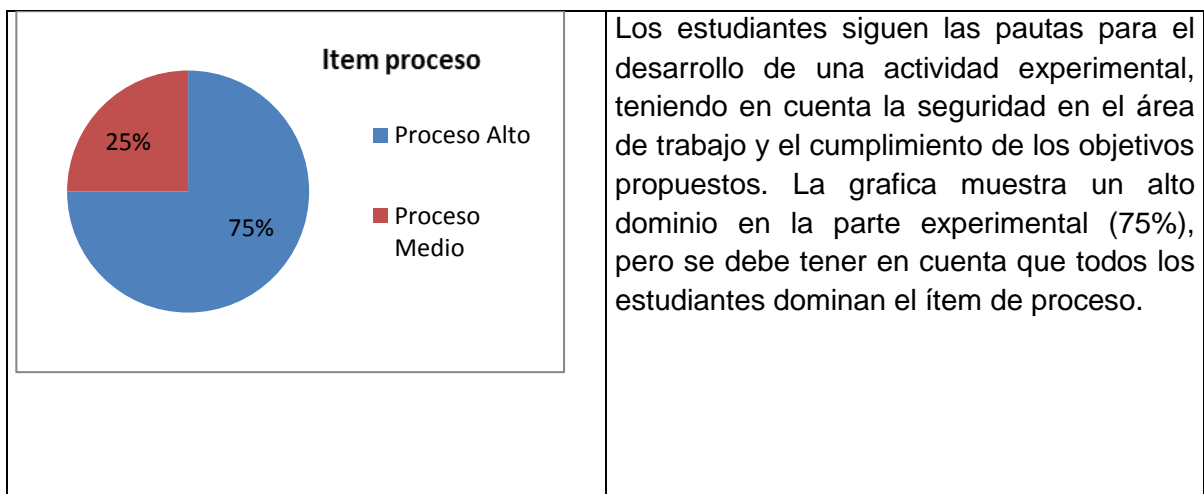 Item proceso
25%
75%
Proceso Alto
Proceso
Medio
Los estudiantes siguen las pautas para el
desarrollo de una actividad experimental,
teniendo en cuenta la seguridad en el área
de trabajo y el cumplimiento de los objetivos
propuestos. La grafica muestra un alto
dominio en la parte experimental (75%),
pero se debe tener en cuenta que todos los
estudiantes dominan el ítem de proceso.